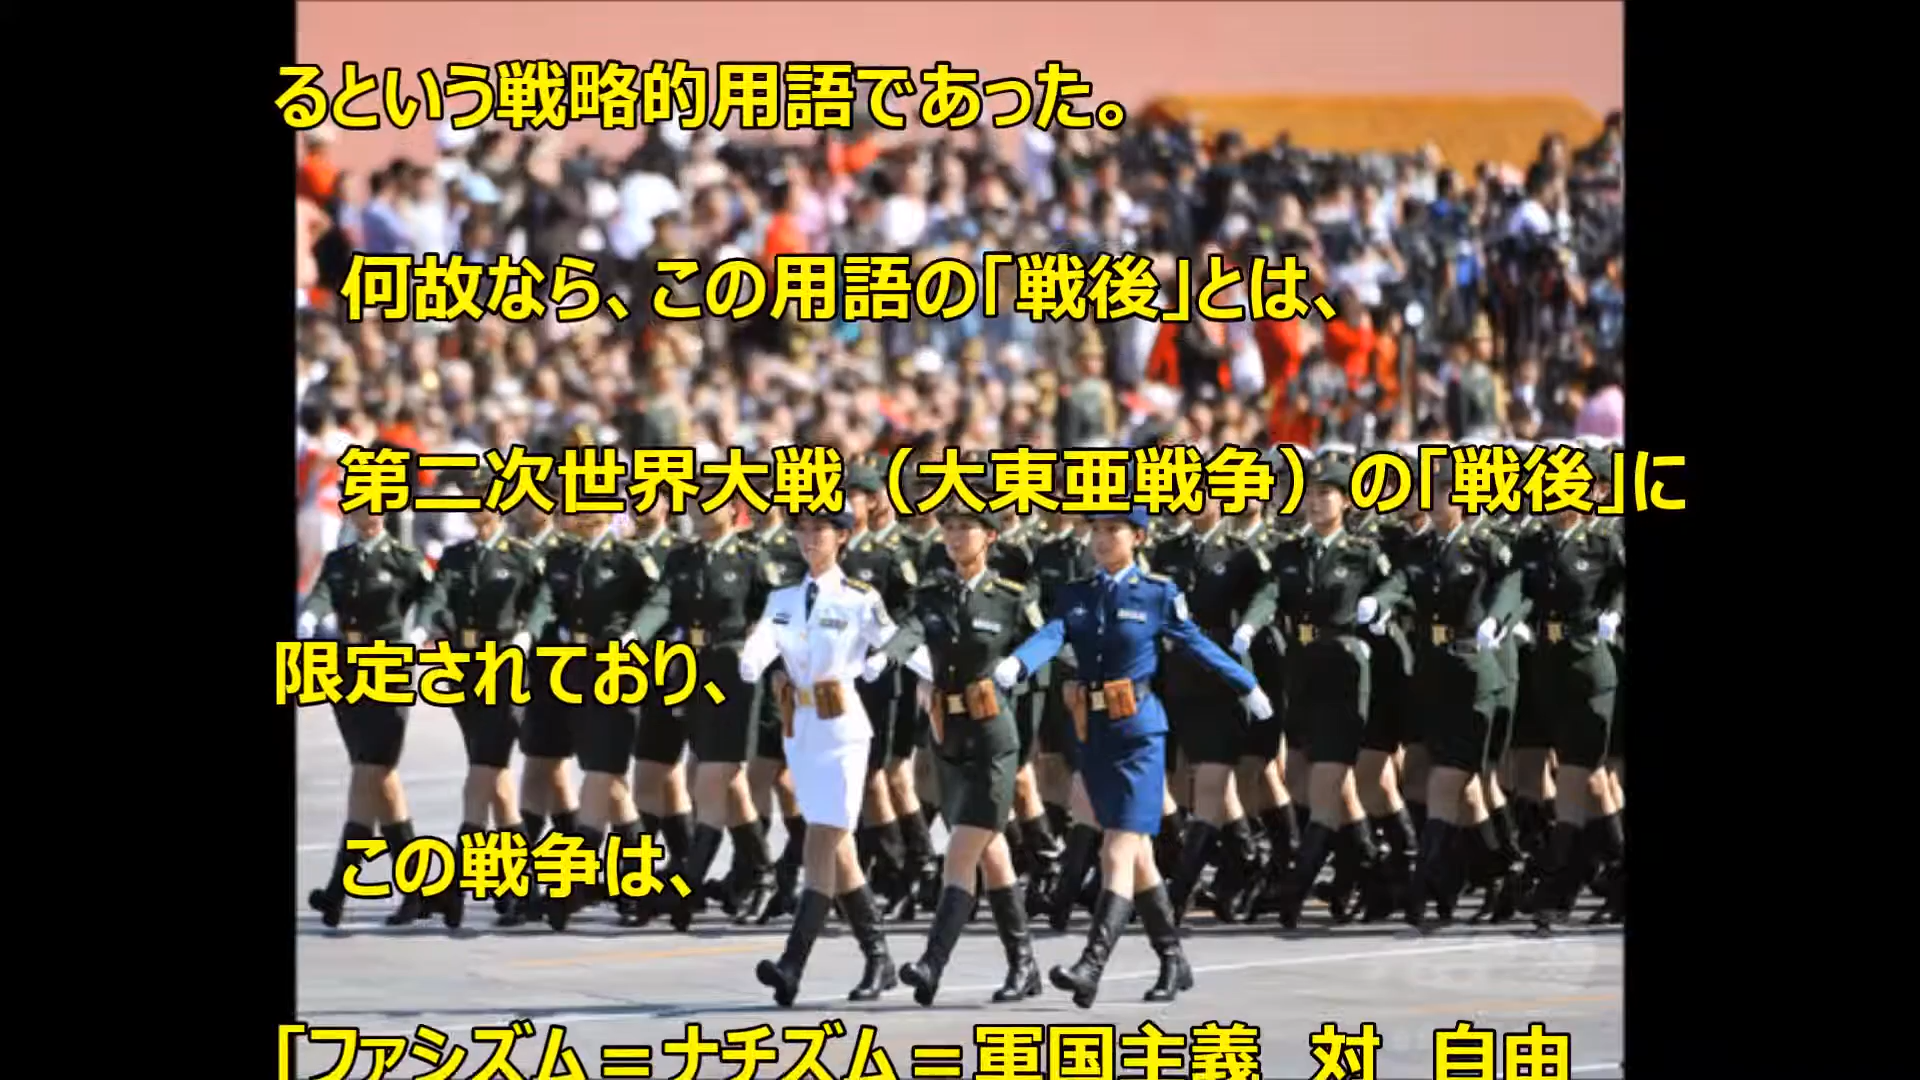 るという戦略的用語であった。
何故なら、この用語の「戦後」とは、
第二次世界大戦（大東亜戦争）の「戦後」に
限定されており、
この戦争は、
「ファシズム＝ナチズム＝軍国主義　対　自由